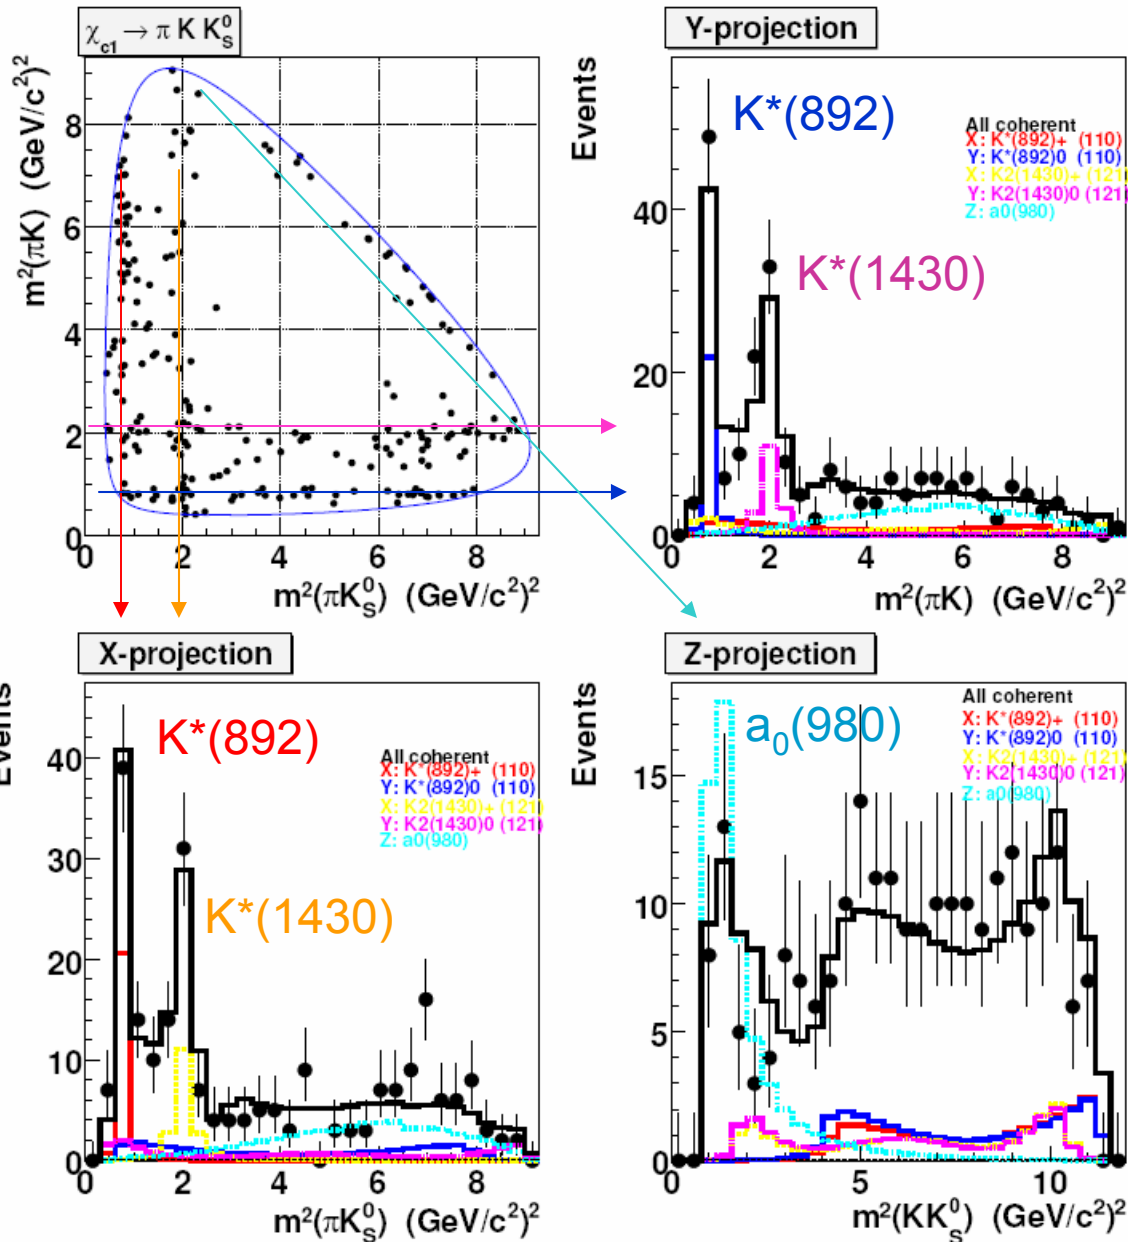 χc1 → π K K0S
m²(πK) (GeV/c²)²
8
6
4
2
0
0 2 4 6 8
m²(πK0S) (GeV/c²)²
Y-projection
Events
K*(892)
K*(1430)
All coherent
X: K*(892)+ (110)
Y: K*(892)0 (110)
X: K2(1430)+ (121)
Y: K2(1430)0 (121)
Z: a0(980)
40
20
0
0 2 4 6 8
m²(πK) (GeV/c²)²
X-projection
Events
K*(892)
K*(1430)
All coherent
X: K*(892)+ (110)
Y: K*(892)0 (110)
X: K2(1430)+ (121)
Y: K2(1430)0 (121)
Z: a0(980)
40
30
20
10
0
0 2 4 6 8
m²(πK0S) (GeV/c²)²
Z-projection
Events
a0(980)
All coherent
X: K*(892)+ (110)
Y: K*(892)0 (110)
X: K2(1430)+ (121)
Y: K2(1430)0 (121)
Z: a0(980)
15
10
5
0
0 5 10
m²(KK0S) (GeV/c²)²